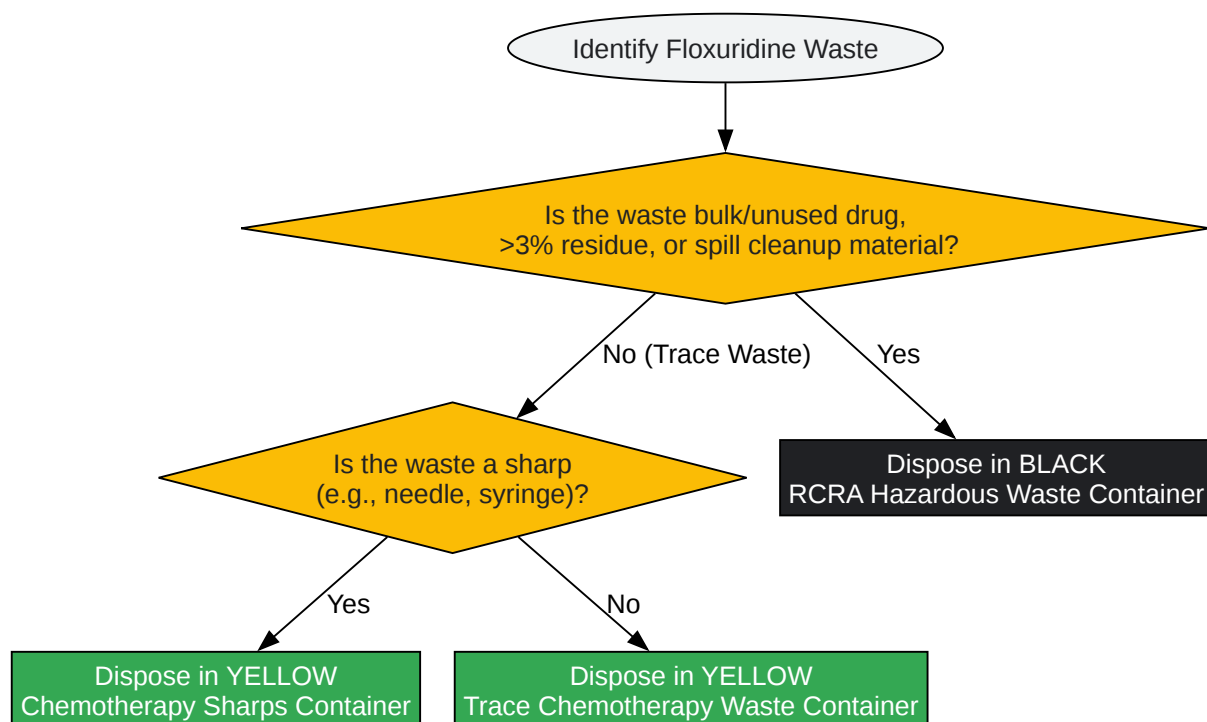 Identify Floxuridine Waste
Is the waste bulk/unused drug,
>3% residue, or spill cleanup material?
No (Trace Waste)
Yes
Is the waste a sharp
(e.g., needle, syringe)?
Dispose in BLACK
RCRA Hazardous Waste Container
Yes
No
Dispose in YELLOW
Chemotherapy Sharps Container
Dispose in YELLOW
Trace Chemotherapy Waste Container